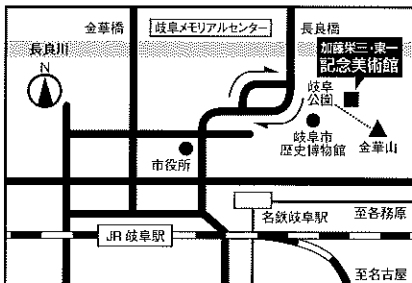 金華橋
岐阜メモリアルセンター
長良橋
長良川
N
加藤栄三・東一
記念美術館
岐阜
公園
岐阜市
歴史博物館
金華山
市役所
名鉄岐阜駅
至各務原
JR 岐阜駅
至名古屋